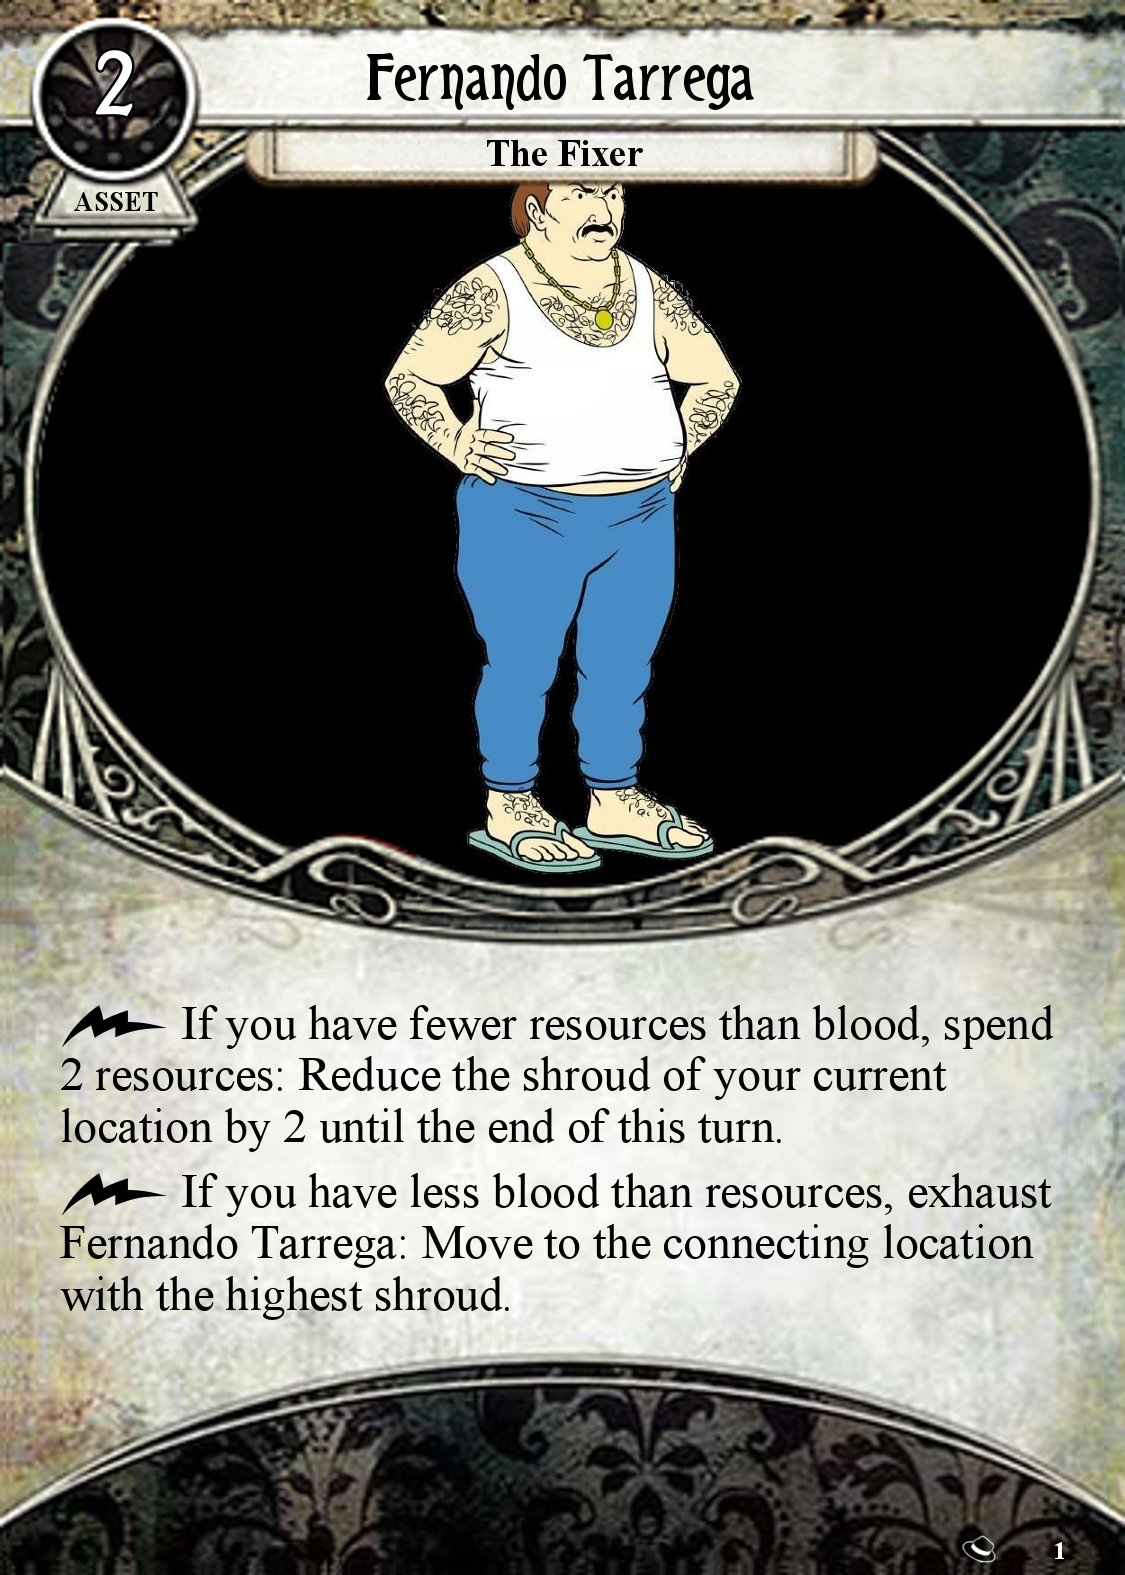 2
Fernando Tarrega
The Fixer
ASSET
If you have fewer resources than blood, spend
2 resources: Reduce the shroud of your current
location by 2 until the end of this turn.
If you have less blood than resources, exhaust
Fernando Tarrega: Move to the connecting location
with the highest shroud.
1